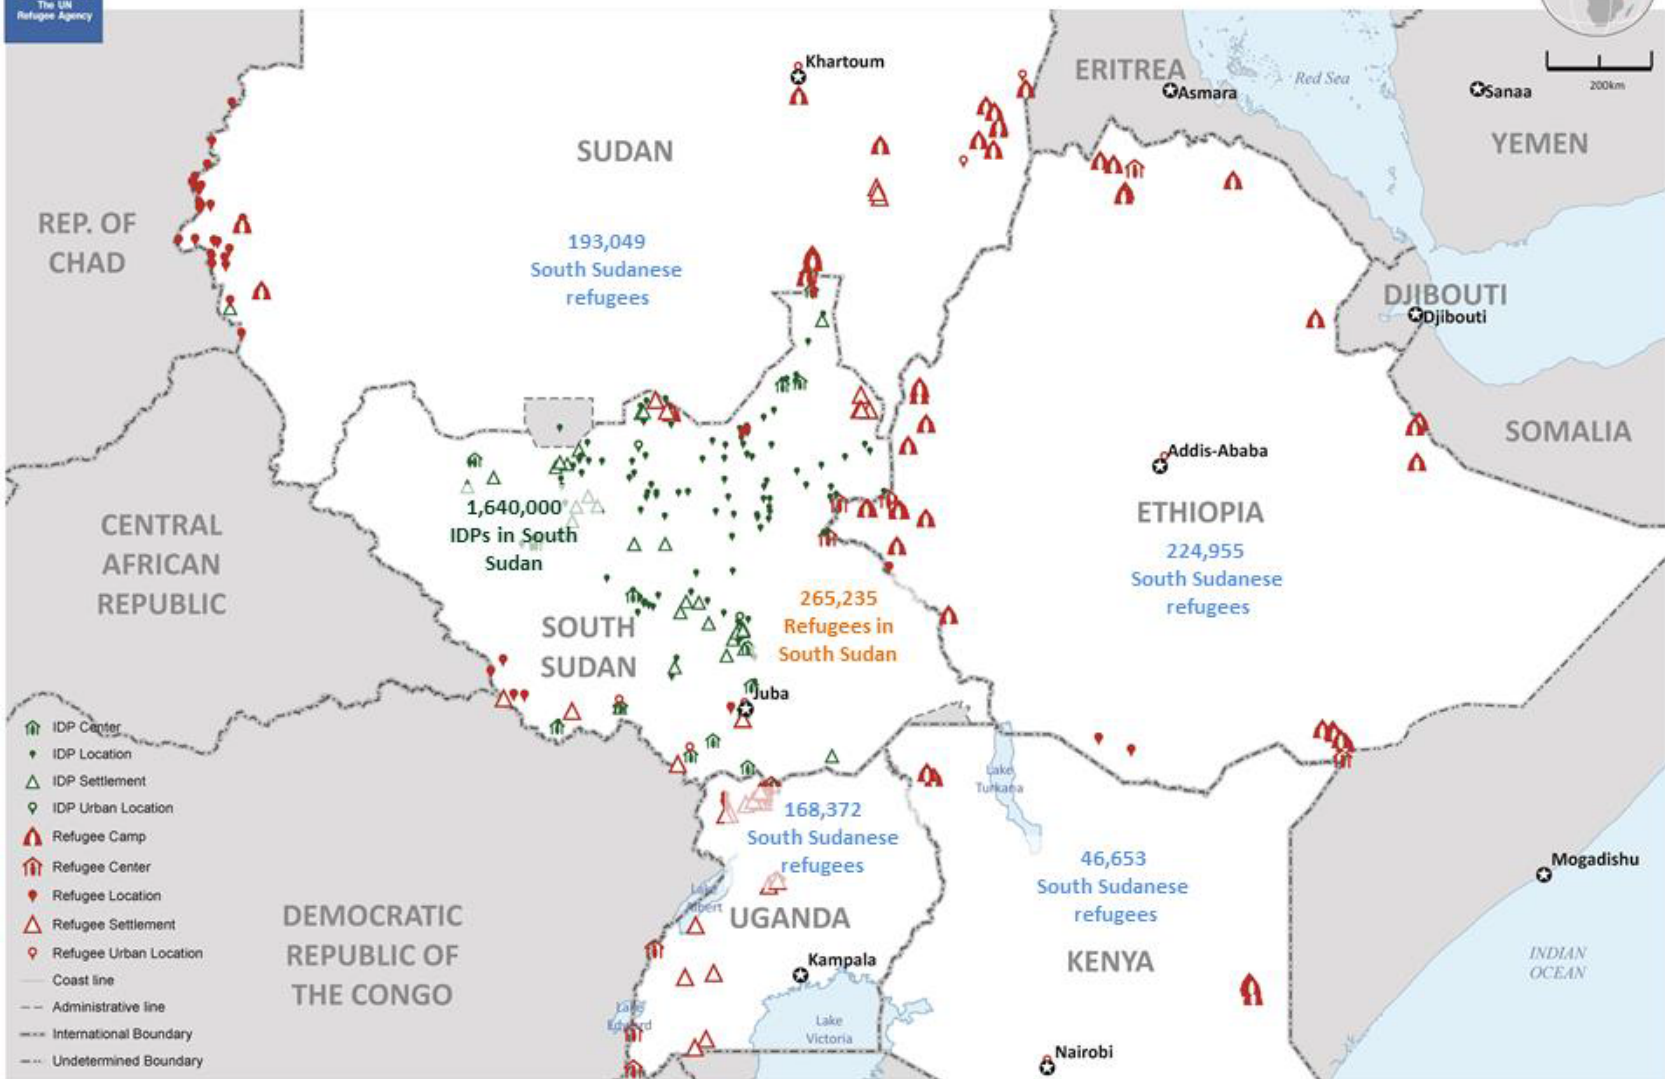 The UN
Refugee Agency
Khartoum
ERITREA
Asmara
Red Sea
200km
Sanaa
YEMEN
SUDAN
REP. OF
CHAD
193,049
South Sudanese
refugees
DJIBOUTI
Djibouti
SOMALIA
Addis-Ababa
ETHIOPIA
224,955
South Sudanese
refugees
CENTRAL
AFRICAN
REPUBLIC
1,640,000
IDPs in South
Sudan
265,235
Refugees in
South Sudan
SOUTH
SUDAN
Juba
IDP Center
IDP Location
IDP Settlement
IDP Urban Location
Refugee Camp
Refugee Center
Refugee Location
Refugee Settlement
Refugee Urban Location
Coast line
Administrative line
International Boundary
Undetermined Boundary
Lake
Turkana
168,372
South Sudanese
refugees
46,653
South Sudanese
refugees
Mogadishu
Lake
Albert
UGANDA
DEMOCRATIC
REPUBLIC OF
THE CONGO
Kampala
KENYA
INDIAN
OCEAN
Lake
Edward
Lake
Victoria
Nairobi